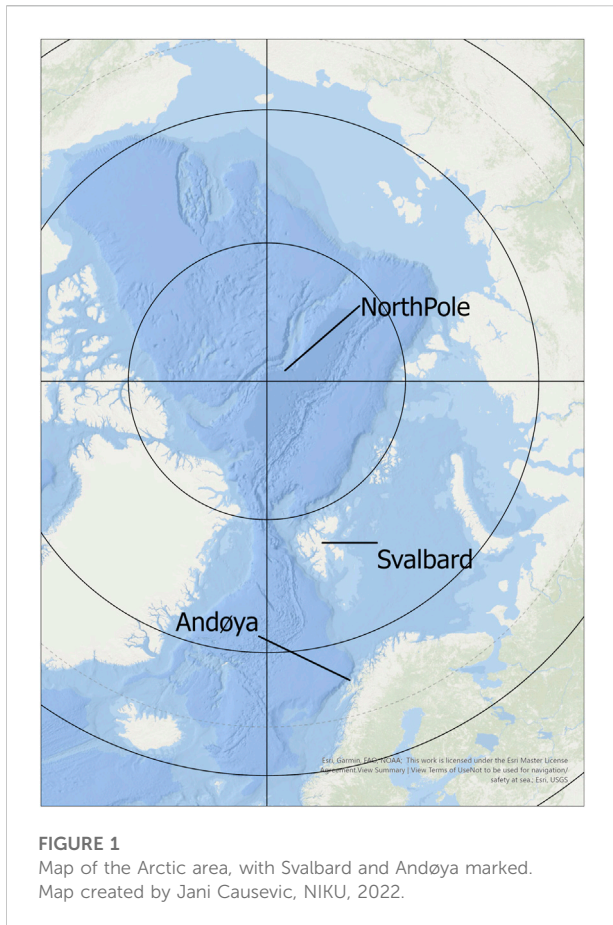 NorthPole
Svalbard
Andøya
Esri, Garmin, FAO, NOAA; This work is licensed under the Esri Master License
Agreement.View Summary | View Terms of UseNot to be used for navigation/
safety at sea.; Esri, USGS
FIGURE 1
Map of the Arctic area, with Svalbard and Andøya marked.
Map created by Jani Causevic, NIKU, 2022.